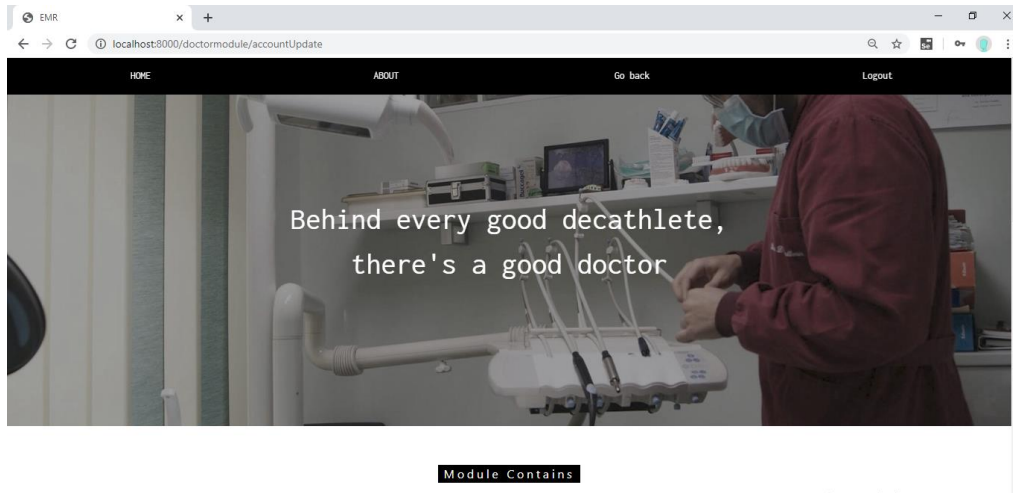 EMR
localhost:8000/doctormodule/accountUpdate
HOME ABOUT Go back Logout
Behind every good decathlete,
there's a good doctor
Module Contains